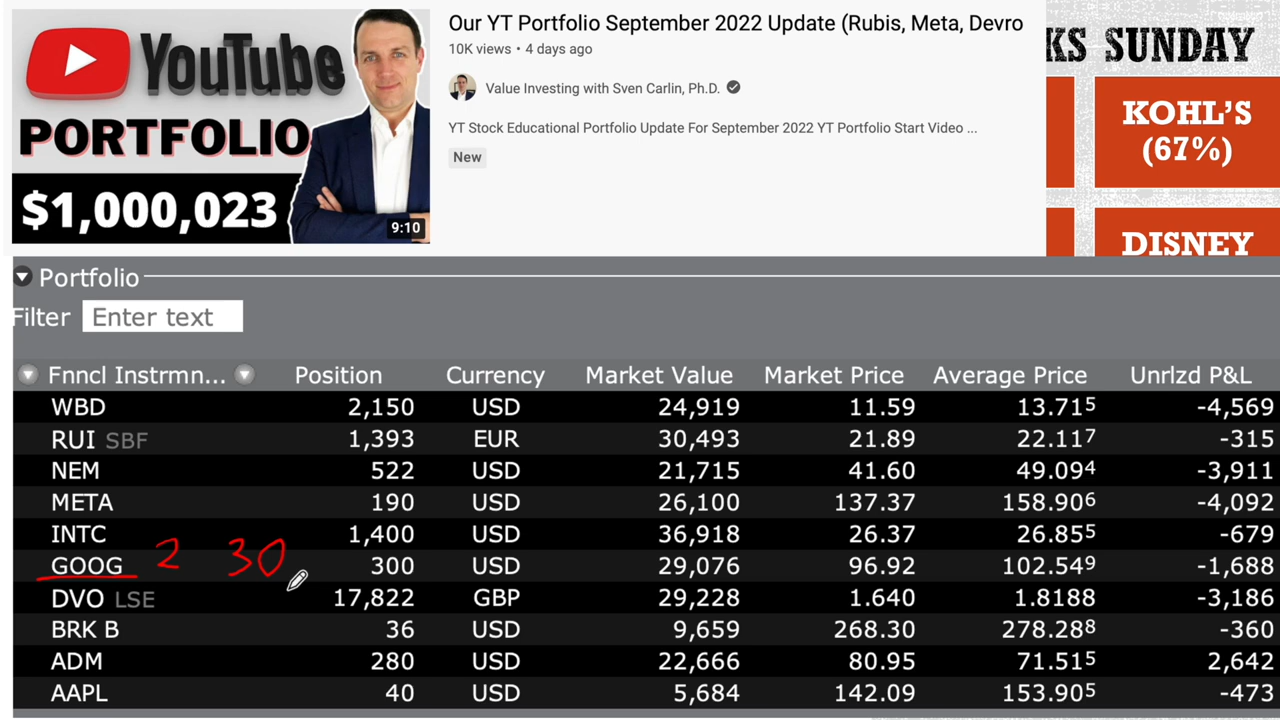 YouTube
PORTFOLIO
$1,000,023
9:10
Our YT Portfolio September 2022 Update (Rubis, Meta, Devro
10K views • 4 days ago
Value Investing with Sven Carlin, Ph.D.
YT Stock Educational Portfolio Update For September 2022 YT Portfolio Start Video ...
New
KS SUNDAY
KOHL'S
(67%)
DISNEY
Portfolio
Filter Enter text
Fnncl Instrmn... Position Currency Market Value Market Price Average Price Unrlzd P&L
WBD 2,150 USD 24,919 11.59 13.715 -4,569
RUI SBF 1,393 EUR 30,493 21.89 22.117 -315
NEM 522 USD 21,715 41.60 49.094 -3,911
META 190 USD 26,100 137.37 158.906 -4,092
INTC 1,400 USD 36,918 26.37 26.855 -679
GOOG 2 30 300 USD 29,076 96.92 102.549 -1,688
DVO LSE 17,822 GBP 29,228 1.640 1.8188 -3,186
BRK B 36 USD 9,659 268.30 278.288 -360
ADM 280 USD 22,666 80.95 71.515 2,642
AAPL 40 USD 5,684 142.09 153.905 -473